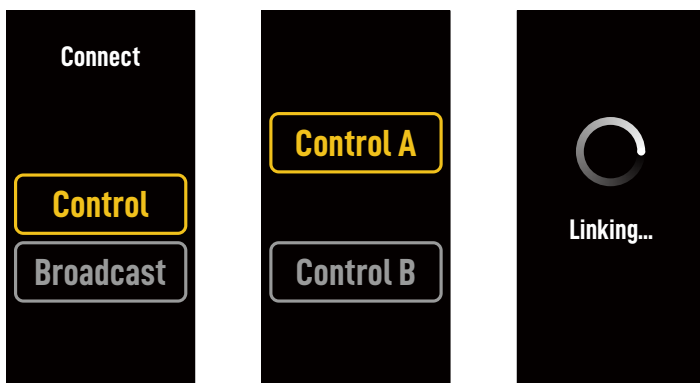 Connect
Control
Broadcast
Control A
Control B
Linking...